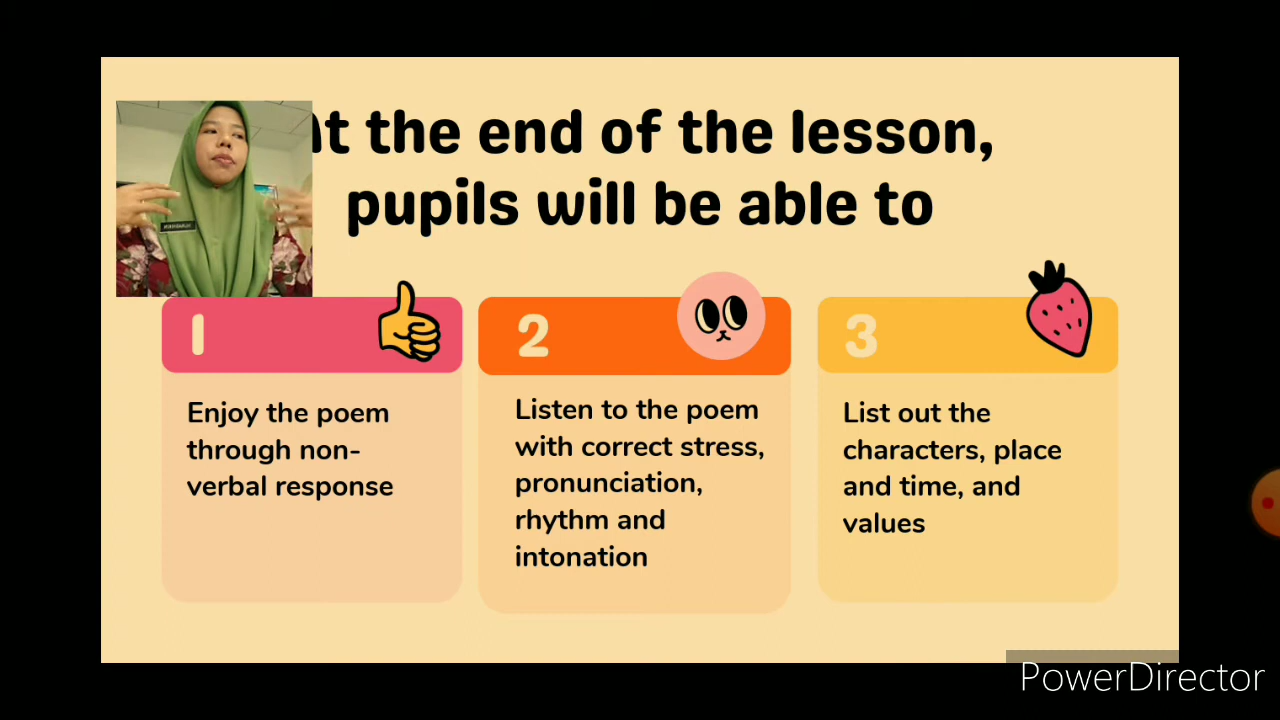 At the end of the lesson,
pupils will be able to
1
Enjoy the poem
through non-
verbal response
2
Listen to the poem
with correct stress,
pronunciation,
rhythm and
intonation
3
List out the
characters, place
and time, and
values
PowerDirector